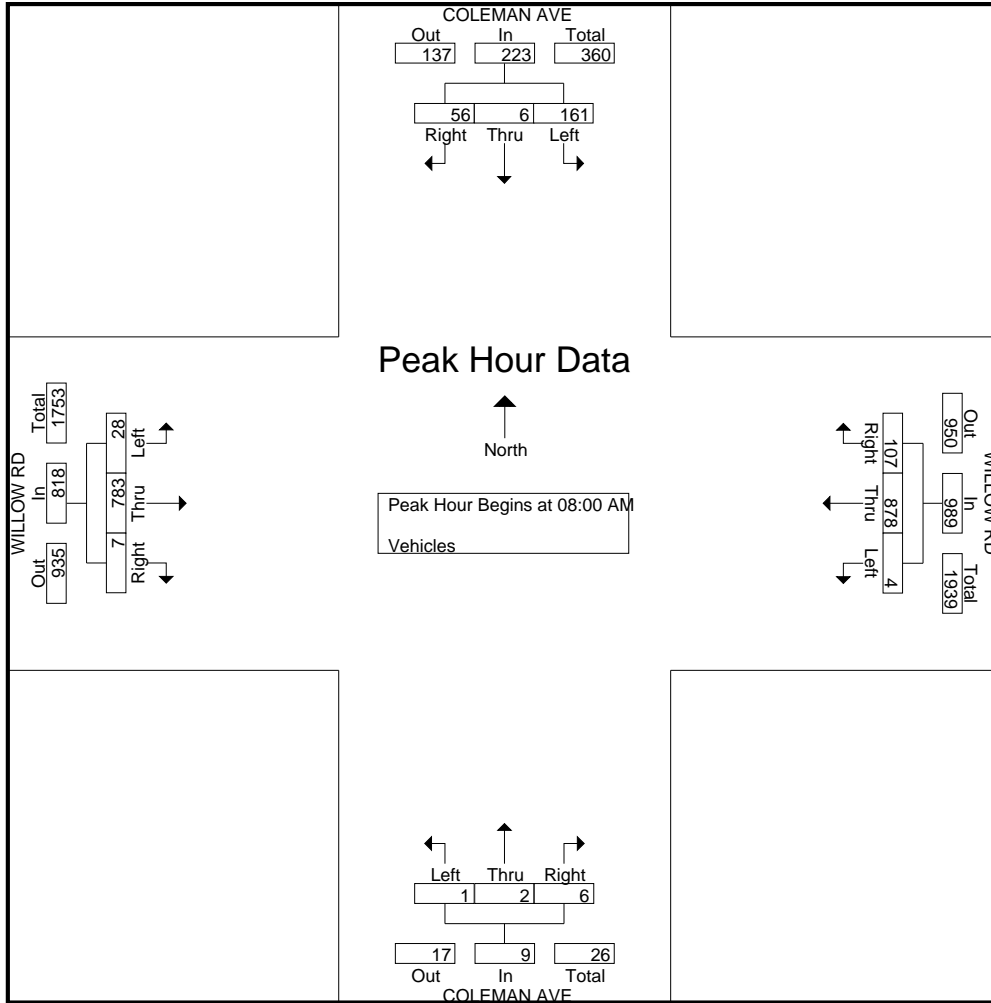 COLEMAN AVE
Out In Total
137 223 360
56 6 161
Right Thru Left
Peak Hour Data
North
Peak Hour Begins at 08:00 AM
Vehicles
WILLOW RD
Total In Out
1753 818 935
28 783 7
Left Thru Right
WILLOW RD
Out In Total
950 989 1939
107 878 4
Right Thru Left
Left Thru Right
1 2 6
17 9 26
Out In Total
COLEMAN AVE